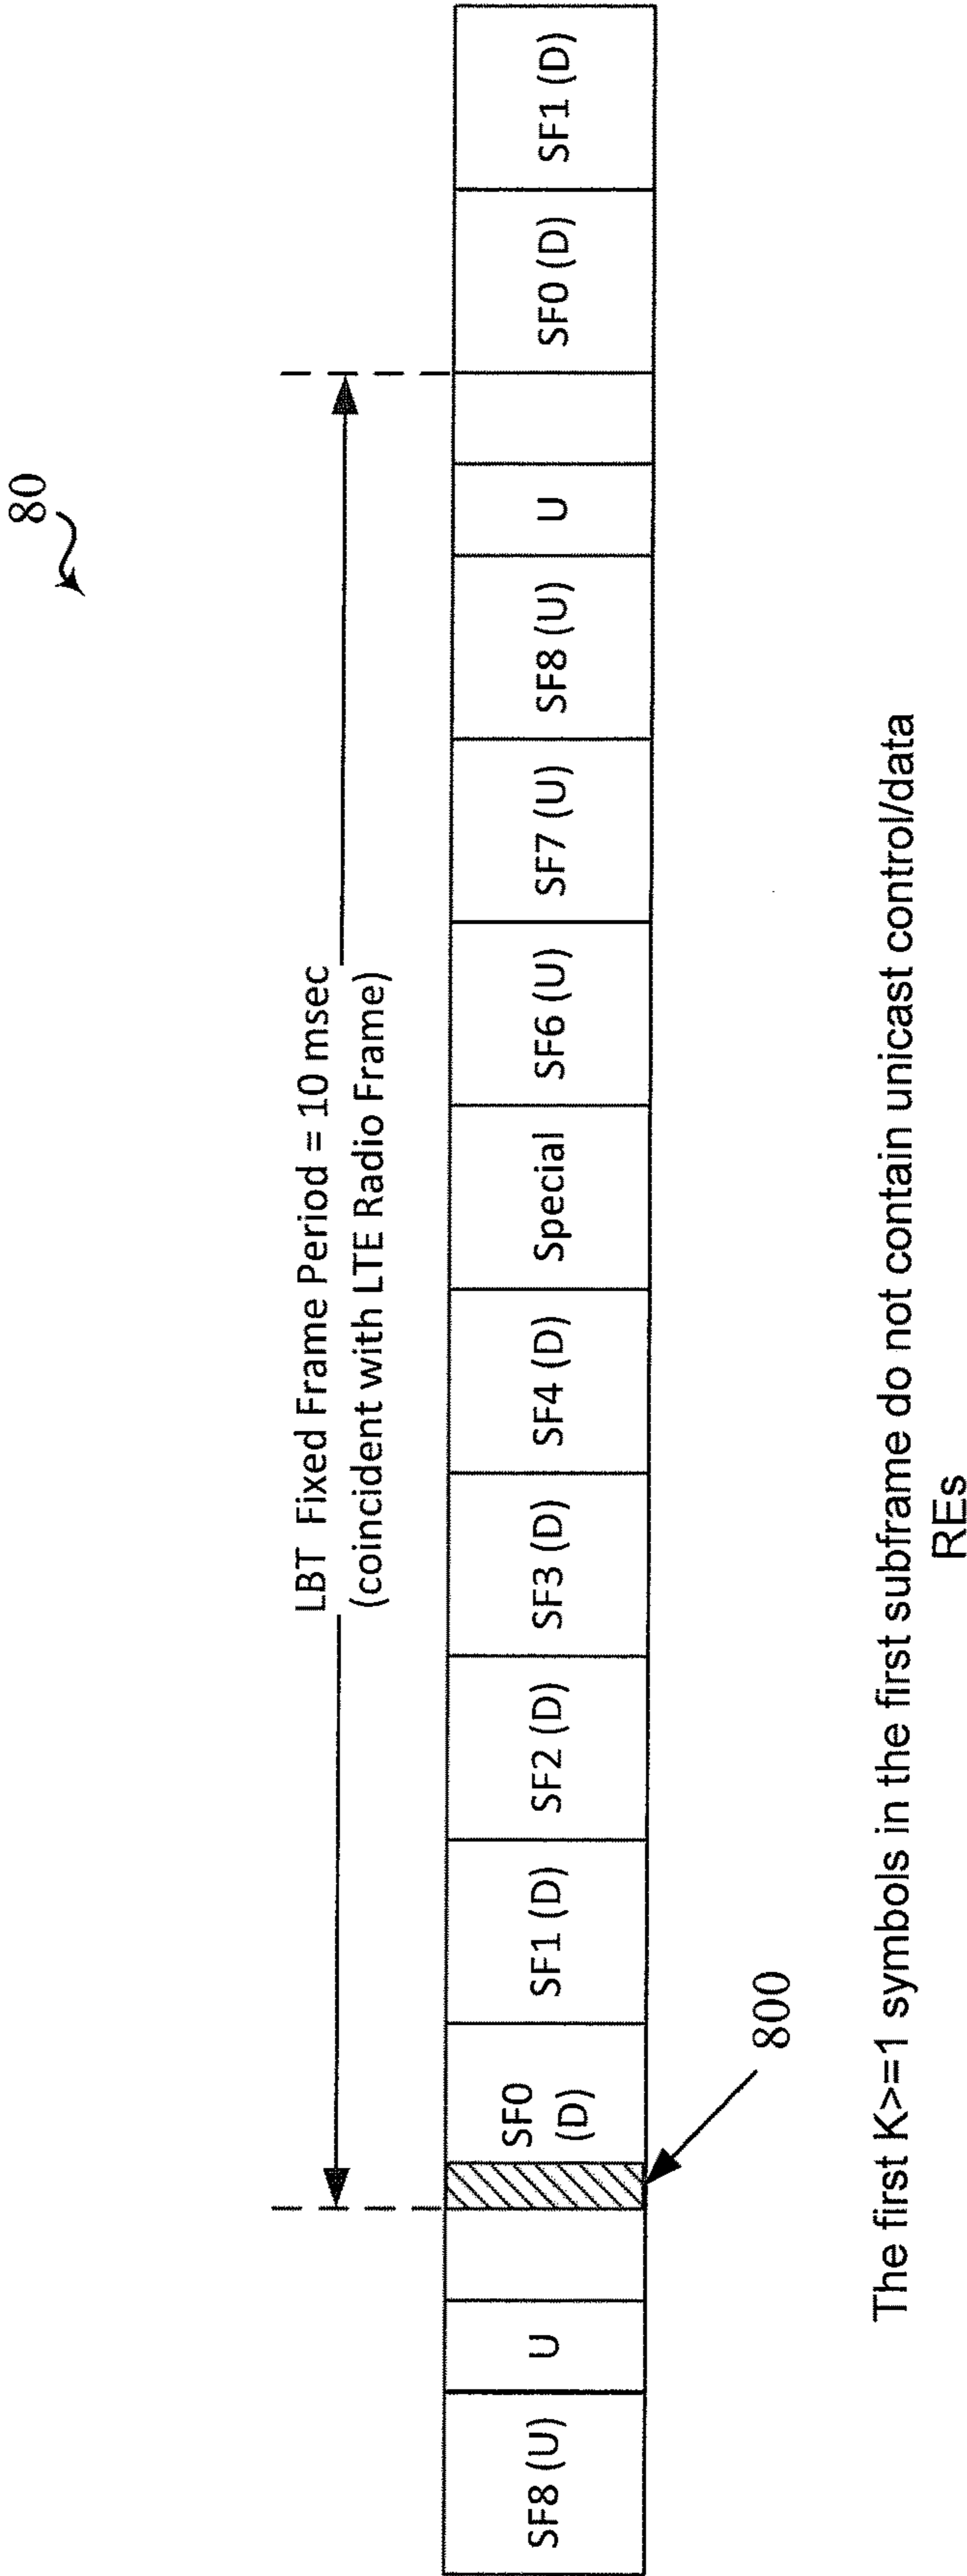 80
LBT Fixed Frame Period = 10 msec
(coincident with LTE Radio Frame)
SF8 (U)
U
SF0
(D)
SF1 (D)
SF2 (D)
SF3 (D)
SF4 (D)
Special
SF6 (U)
SF7 (U)
SF8 (U)
U
SF0 (D)
SF1 (D)
800
The first K>=1 symbols in the first subframe do not contain unicast control/data
REs